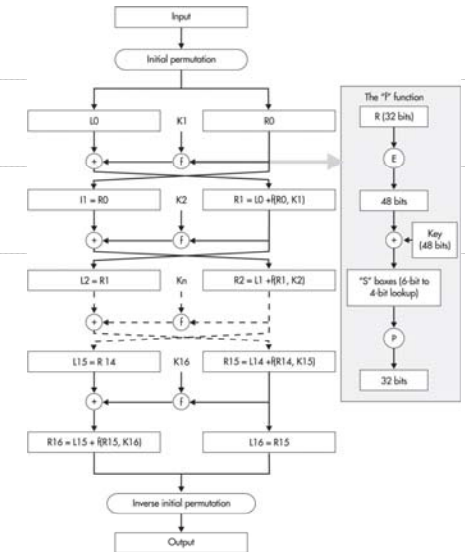 Input
Initial permutation
L0
K1
R0
+
F
I1 = R0
K2
R1 = L0 +f(R0, K1)
+
F
L2 = R1
Kn
R2 = L1 +f(R1, K2)
+
F
L15 = R 14
K16
R15 = L14 +f(R14, K15)
+
F
R16 = L15 + f(R15, K16)
L16 = R15
Inverse initial permutation
Output
The "f" function
R (32 bits)
E
48 bits
+
Key
(48 bits)
"S" boxes (6-bit to
4-bit lookup)
P
32 bits